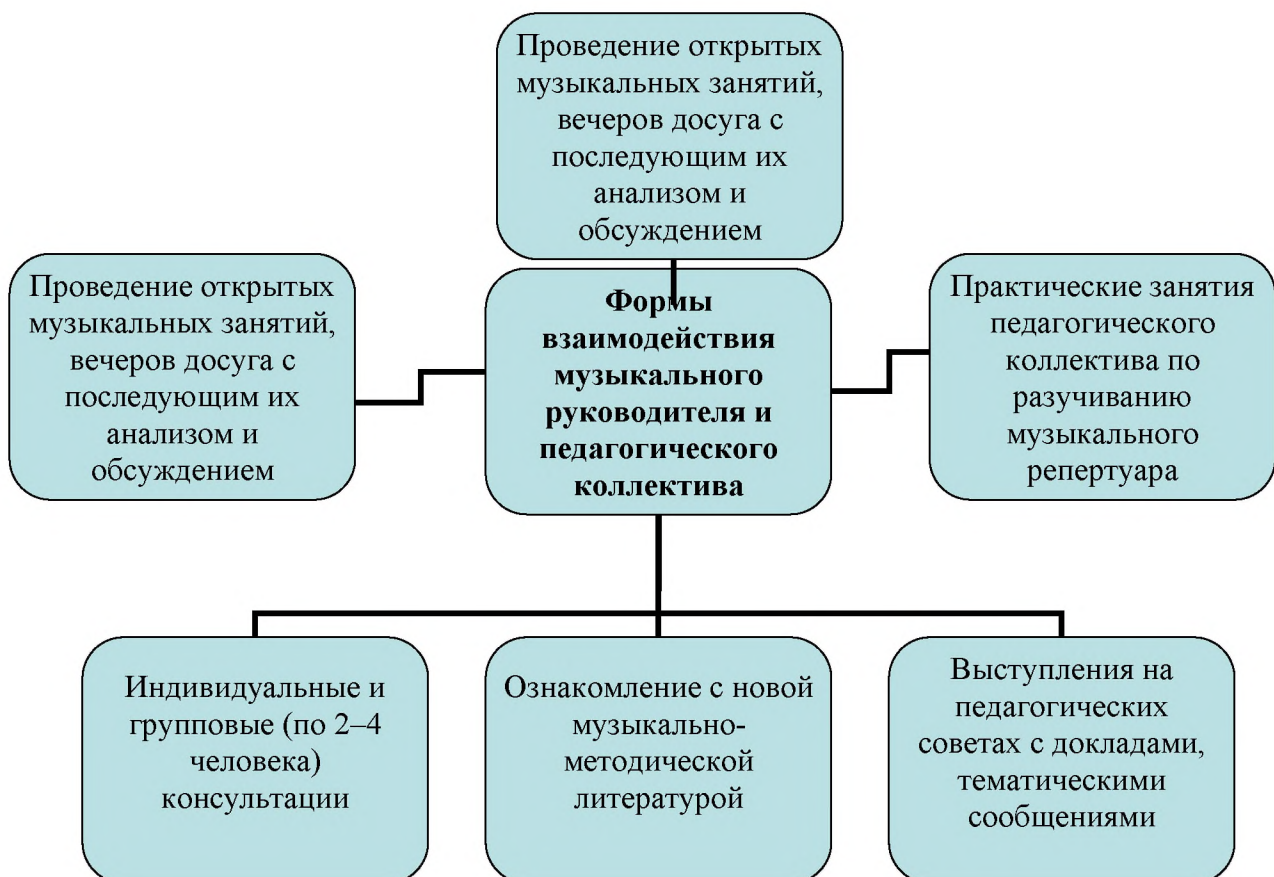 Проведение открытых
музыкальных занятий,
вечеров досуга с
последующим их
анализом и
обсуждением
Проведение открытых
музыкальных занятий,
вечеров досуга с
последующим их
анализом и
обсуждением
Формы
взаимодействия
музыкального
руководителя и
педагогического
коллектива
Практические занятия
педагогического
коллектива по
разучиванию
музыкального
репертуара
Индивидуальные и
групповые (по 2–4
человека)
консультации
Ознакомление с новой
музыкально-
методической
литературой
Выступления на
педагогических
советах с докладами,
тематическими
сообщениями